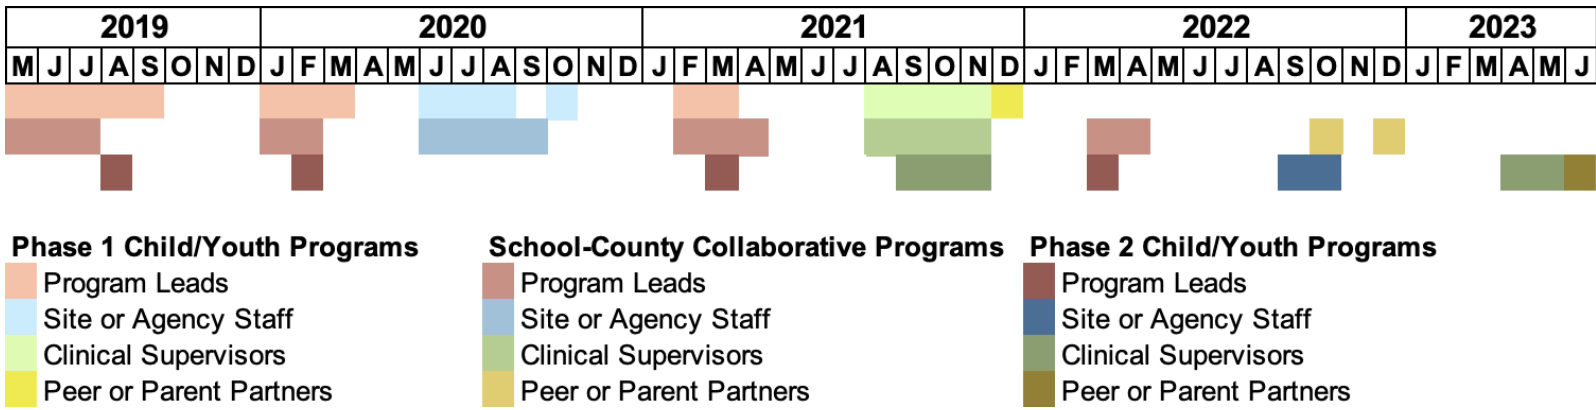 2019 2020 2021 2022 2023
M J J A S O N D J F M A M J J A S O N D J F M A M J J A S O N D J F M A M J J A S O N D J F M A M J
Phase 1 Child/Youth Programs
Program Leads
Site or Agency Staff
Clinical Supervisors
Peer or Parent Partners
School-County Collaborative Programs
Program Leads
Site or Agency Staff
Clinical Supervisors
Peer or Parent Partners
Phase 2 Child/Youth Programs
Program Leads
Site or Agency Staff
Clinical Supervisors
Peer or Parent Partners